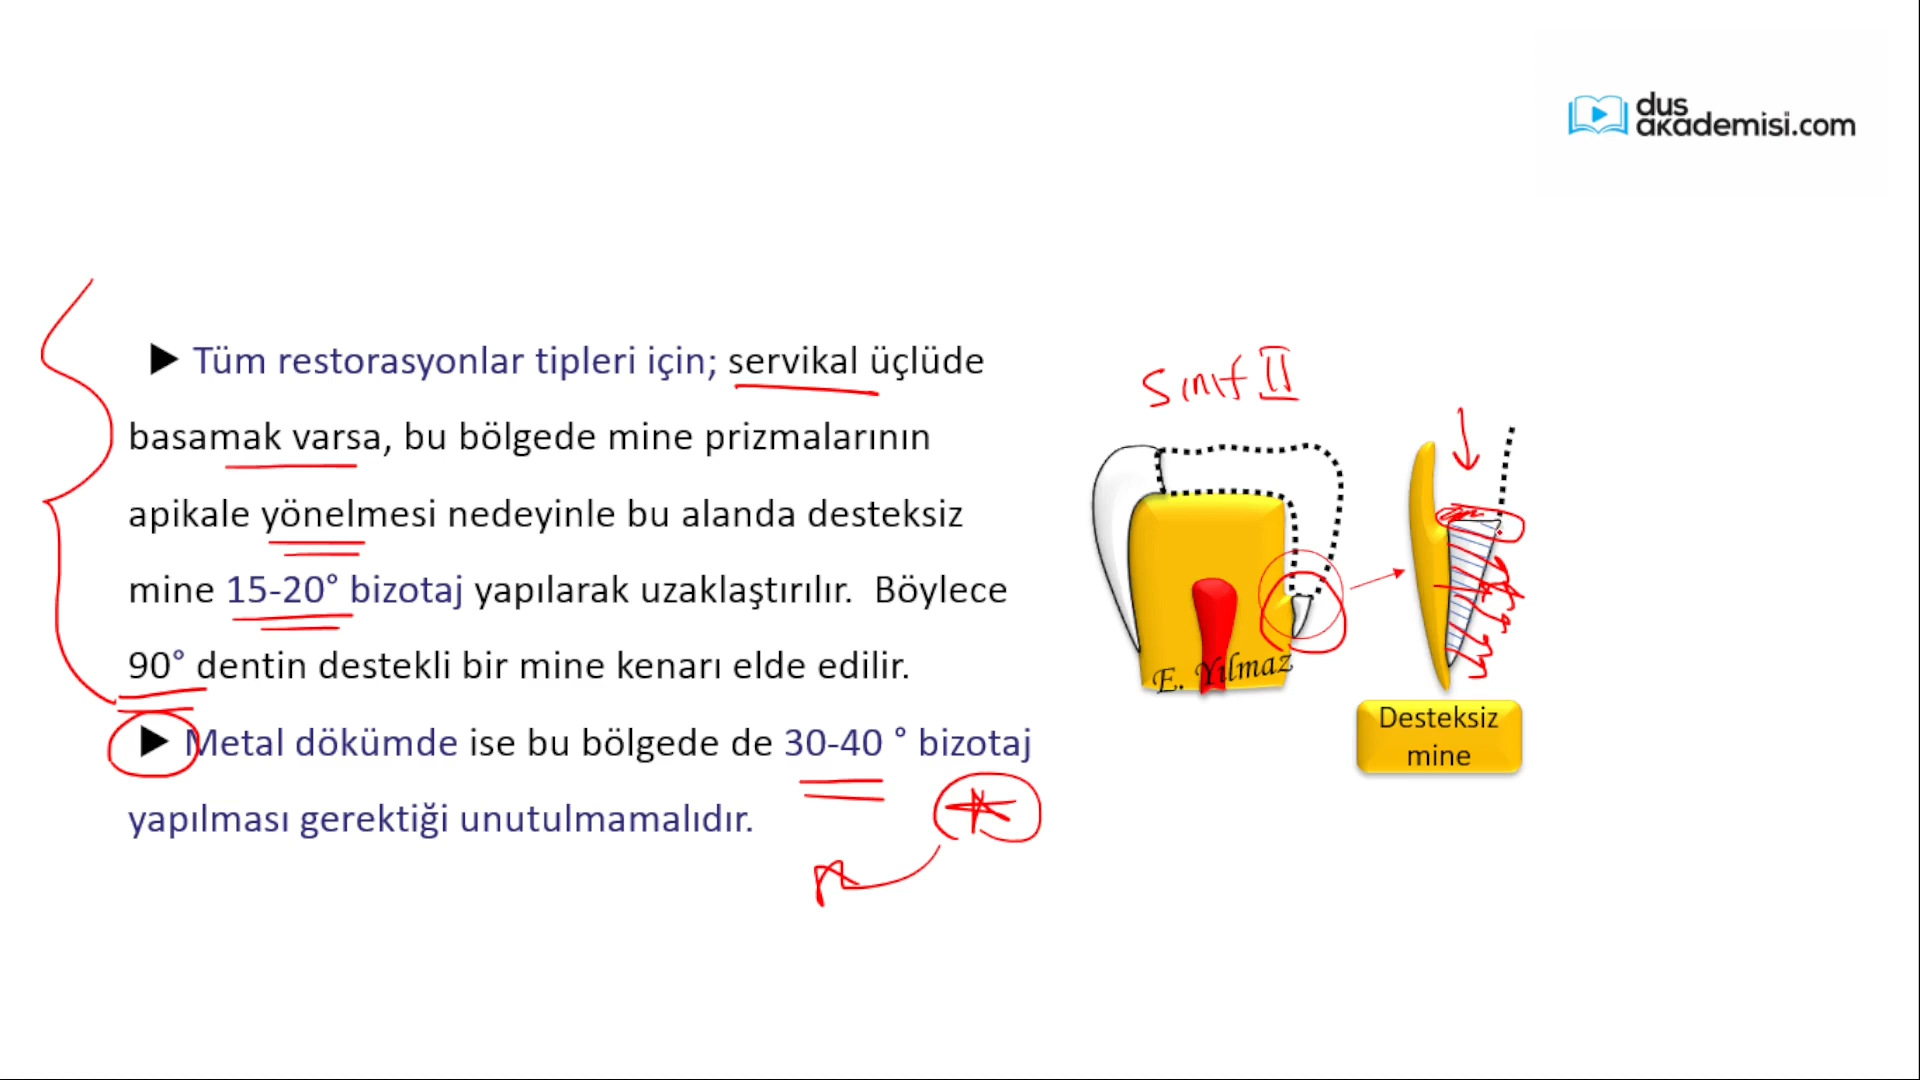 dus
akademisi.com
▶ Tüm restorasyonlar tipleri için; servikal üçlüde
basamak varsa, bu bölgede mine prizmalarının
apikale yönelmesi nedeyinle bu alanda desteksiz
mine 15-20° bizotaj yapılarak uzaklaştırılır. Böylece
90° dentin destekli bir mine kenarı elde edilir.
▶ Metal dökümde ise bu bölgede de 30-40 ° bizotaj
yapılması gerektiği unutulmamalıdır.
Sınıf II
E. Yılmaz
Desteksiz
mine